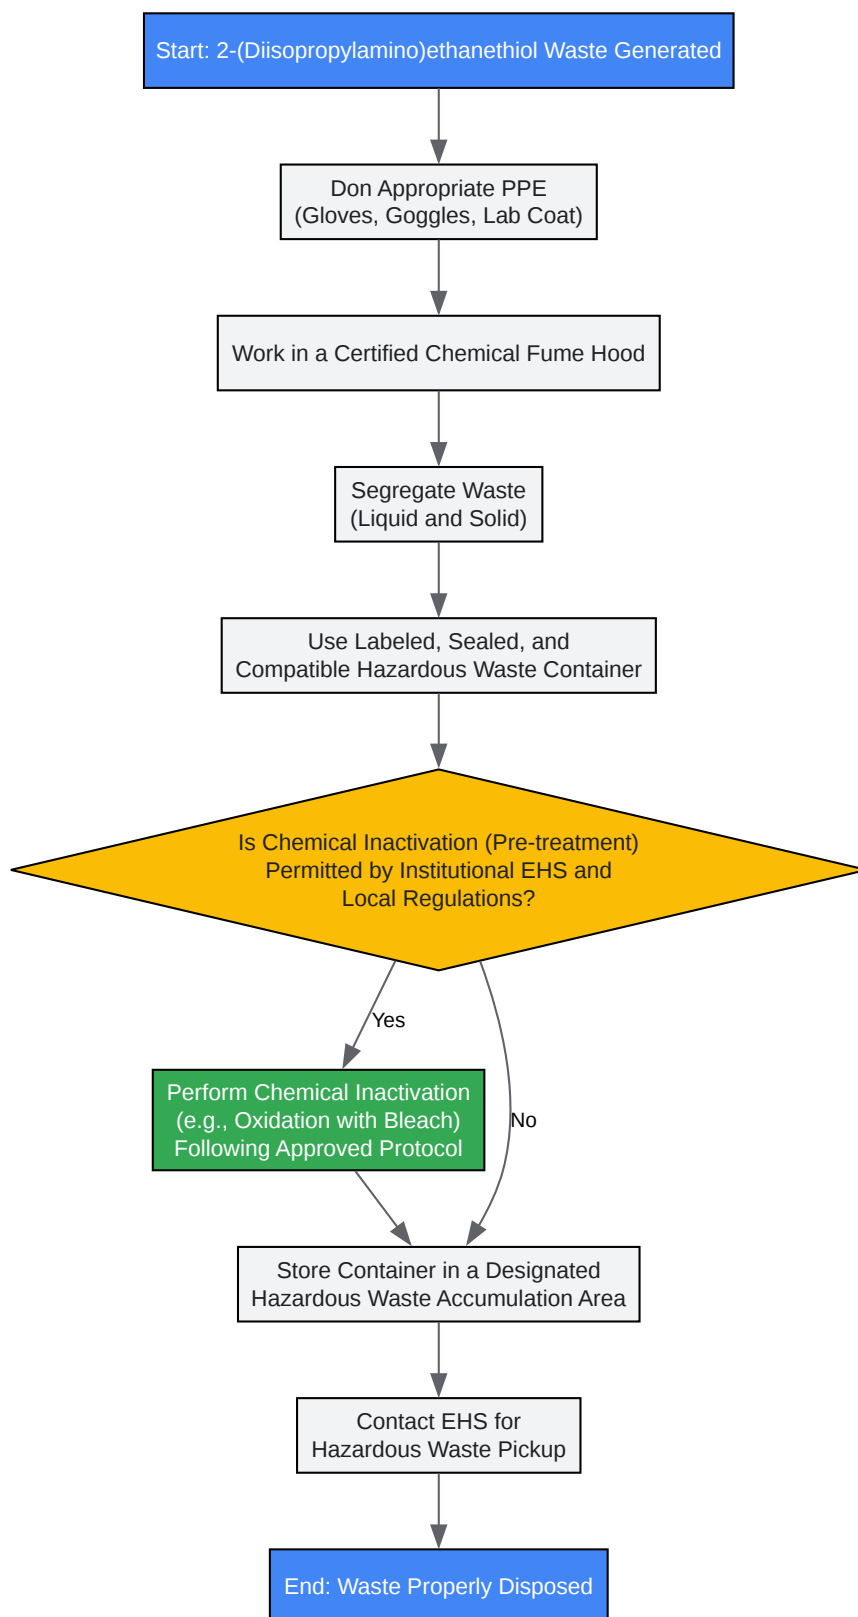 Start: 2-(Diisopropylamino)ethanethiol Waste Generated
Don Appropriate PPE
(Gloves, Goggles, Lab Coat)
Work in a Certified Chemical Fume Hood
Segregate Waste
(Liquid and Solid)
Use Labeled, Sealed, and
Compatible Hazardous Waste Container
Is Chemical Inactivation (Pre-treatment)
Permitted by Institutional EHS and
Local Regulations?
Yes
Perform Chemical Inactivation
(e.g., Oxidation with Bleach)
Following Approved Protocol
No
Store Container in a Designated
Hazardous Waste Accumulation Area
Contact EHS for
Hazardous Waste Pickup
End: Waste Properly Disposed